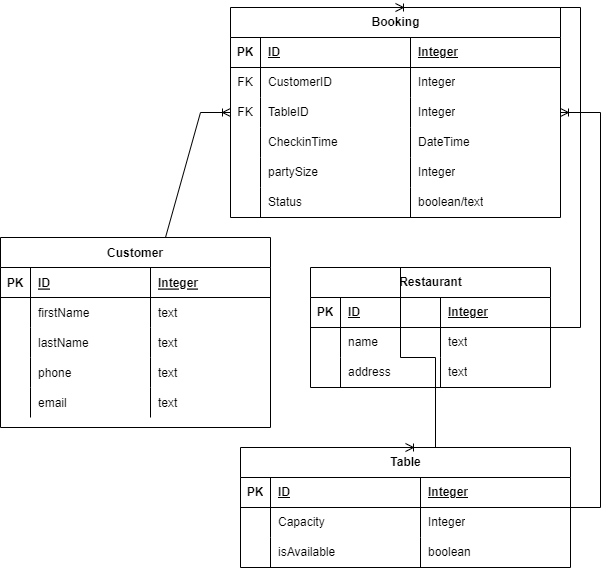 Booking
PK ID Integer
FK CustomerID Integer
FK TableID Integer
CheckinTime DateTime
partySize Integer
Status boolean/text
Customer
PK ID Integer
firstName text
lastName text
phone text
email text
Restaurant
PK ID Integer
name text
address text
Table
PK ID Integer
Capacity Integer
isAvailable boolean